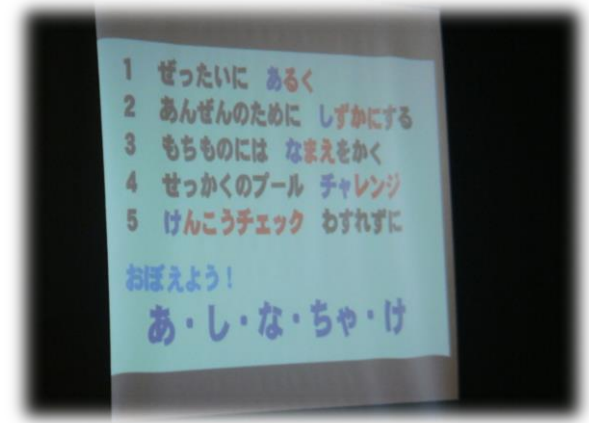 1 ぜったいに あるく
2 あんぜんのために しずかにする
3 もちものには なまえをかく
4 せっかくのプール チャレンジ
5 けんこうチェック わすれずに
おぼえよう！
あ・し・な・ちゃ・け